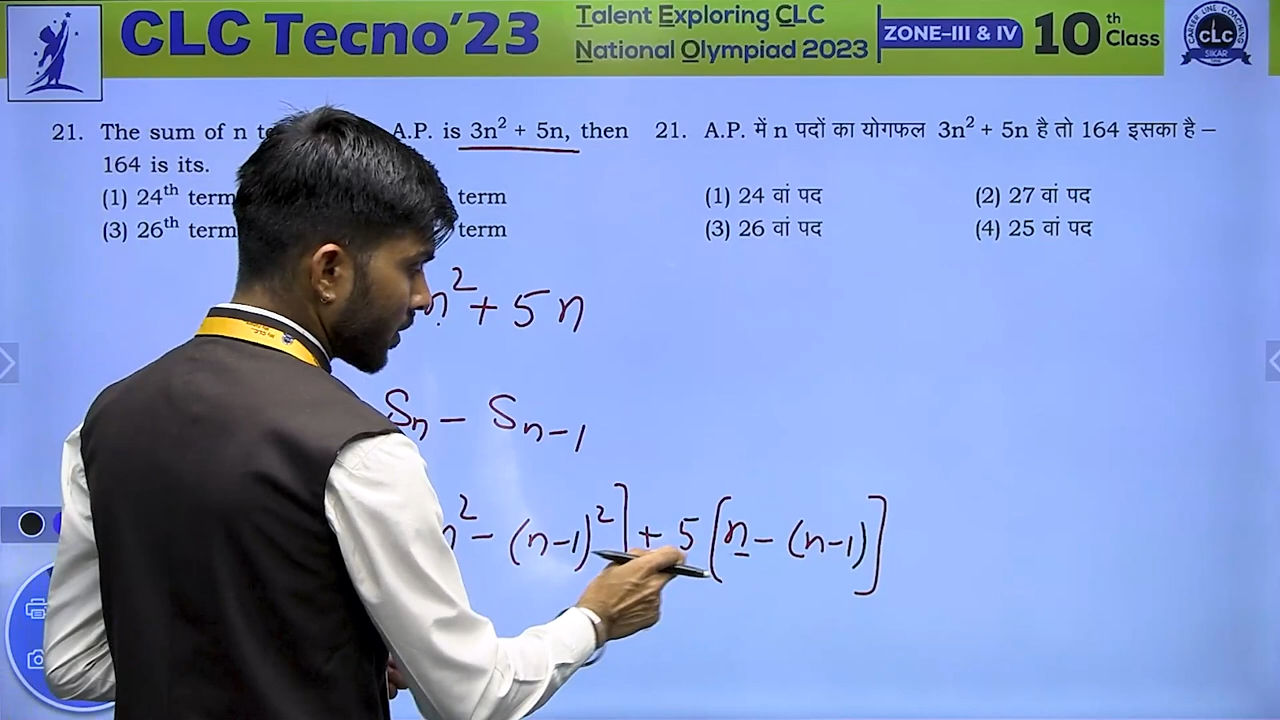 CLC Tecno'23
Talent Exploring CLC
National Olympiad 2023
ZONE–III & IV
10th Class
CLC
SIKAR
21. The sum of n A.P. is 3n² + 5n, then
164 is its.
(1) 24th term
term
(3) 26th term
term
21. A.P. में n पदों का योगफल 3n² + 5n है तो 164 इसका है –
(1) 24 वां पद (2) 27 वां पद
(3) 26 वां पद (4) 25 वां पद
n² + 5n
Sn – Sn–1
n² – (n–1)²] + 5[n – (n–1)]